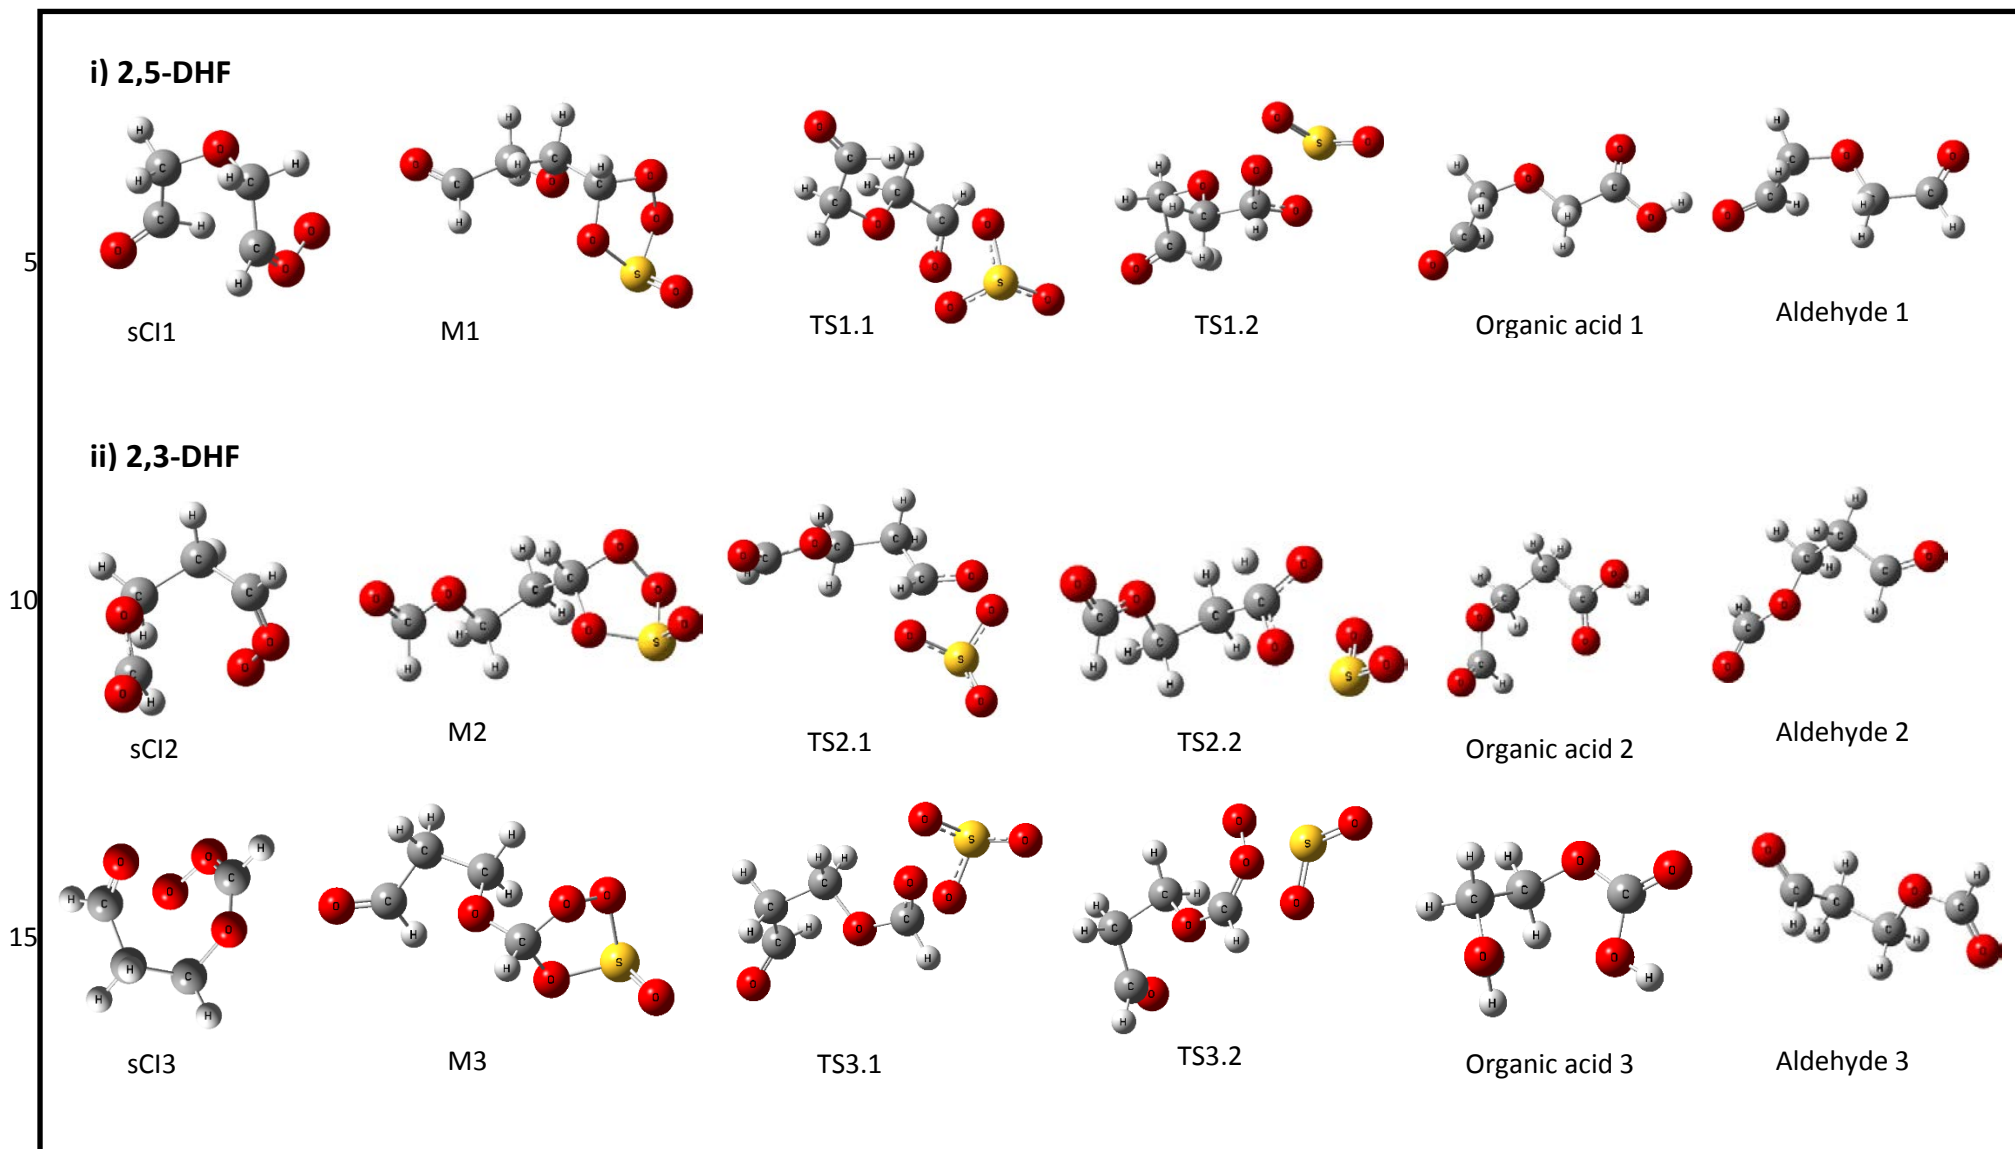 i) 2,5-DHF
5
sCI1 M1 TS1.1 TS1.2 Organic acid 1 Aldehyde 1
ii) 2,3-DHF
10
sCI2 M2 TS2.1 TS2.2 Organic acid 2 Aldehyde 2
15
sCI3 M3 TS3.1 TS3.2 Organic acid 3 Aldehyde 3